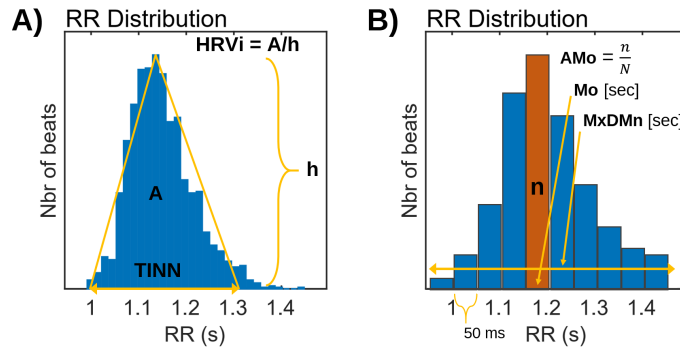 A)
RR Distribution
HRVi = A/h
Nbr of beats
A
h
TINN
1 1.1 1.2 1.3 1.4
RR (s)
B)
RR Distribution
AMo = n/N
Mo [sec]
MxDMn [sec]
Nbr of beats
n
1 1.1 1.2 1.3 1.4
50 ms
RR (s)